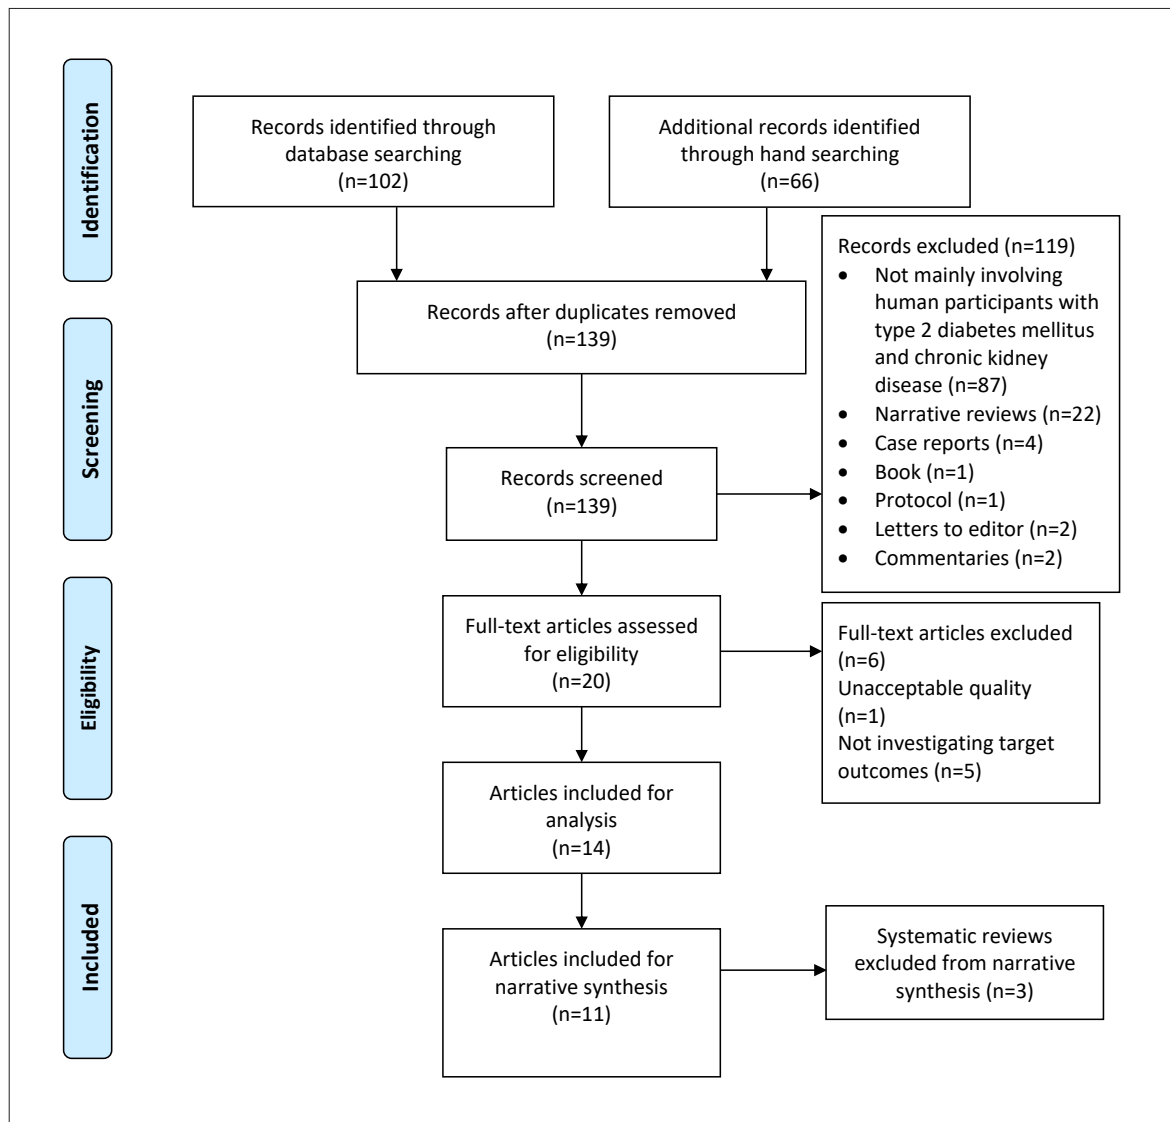 Identification
Records identified through
database searching
(n=102)
Additional records identified
through hand searching
(n=66)
Records after duplicates removed
(n=139)
Screening
Records screened
(n=139)
Records excluded (n=119)
• Not mainly involving
human participants with
type 2 diabetes mellitus
and chronic kidney
disease (n=87)
• Narrative reviews (n=22)
• Case reports (n=4)
• Book (n=1)
• Protocol (n=1)
• Letters to editor (n=2)
• Commentaries (n=2)
Eligibility
Full-text articles assessed
for eligibility
(n=20)
Full-text articles excluded
(n=6)
Unacceptable quality
(n=1)
Not investigating target
outcomes (n=5)
Articles included for
analysis
(n=14)
Included
Articles included for
narrative synthesis
(n=11)
Systematic reviews
excluded from narrative
synthesis (n=3)